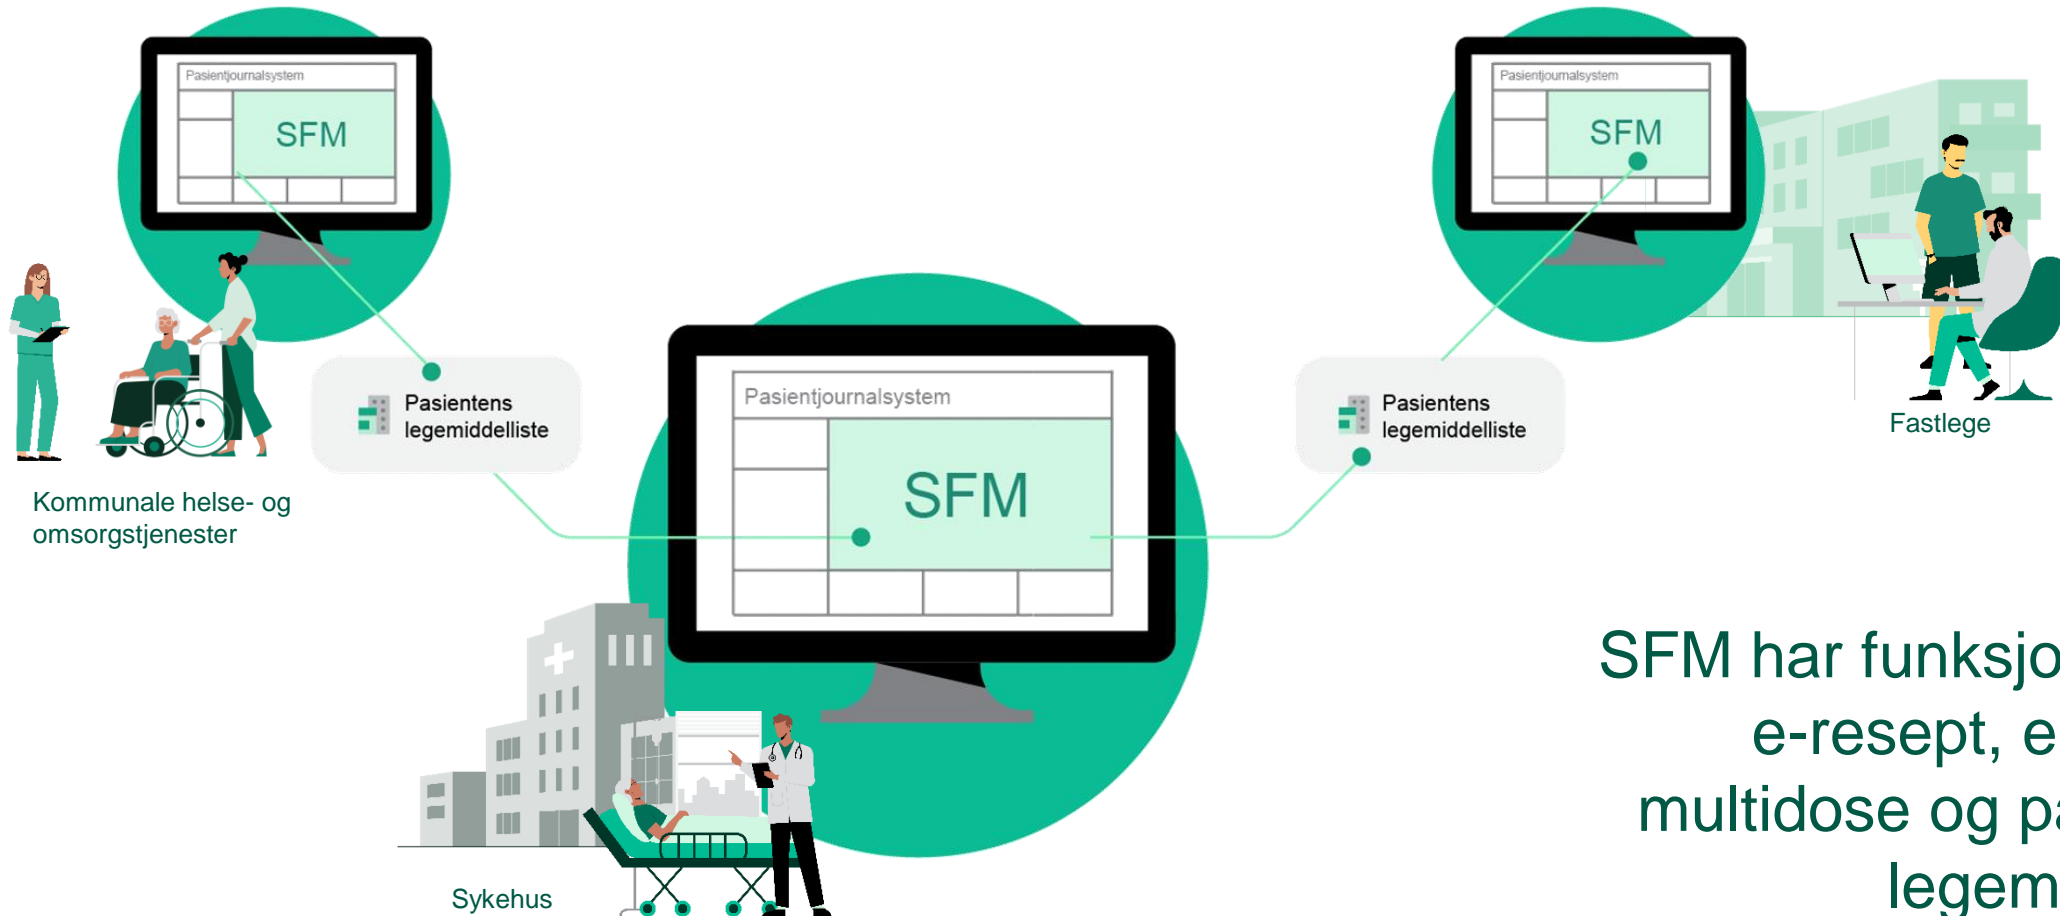 Pasientjournalsystem
SFM
Pasientjournalsystem
SFM
Pasientens
legemiddelliste
Kommunale helse- og
omsorgstjenester
Pasientjournalsystem
SFM
Pasientens
legemiddelliste
Fastlege
Sykehus
SFM har funksjo
e-resept, e
multidose og pa
legem